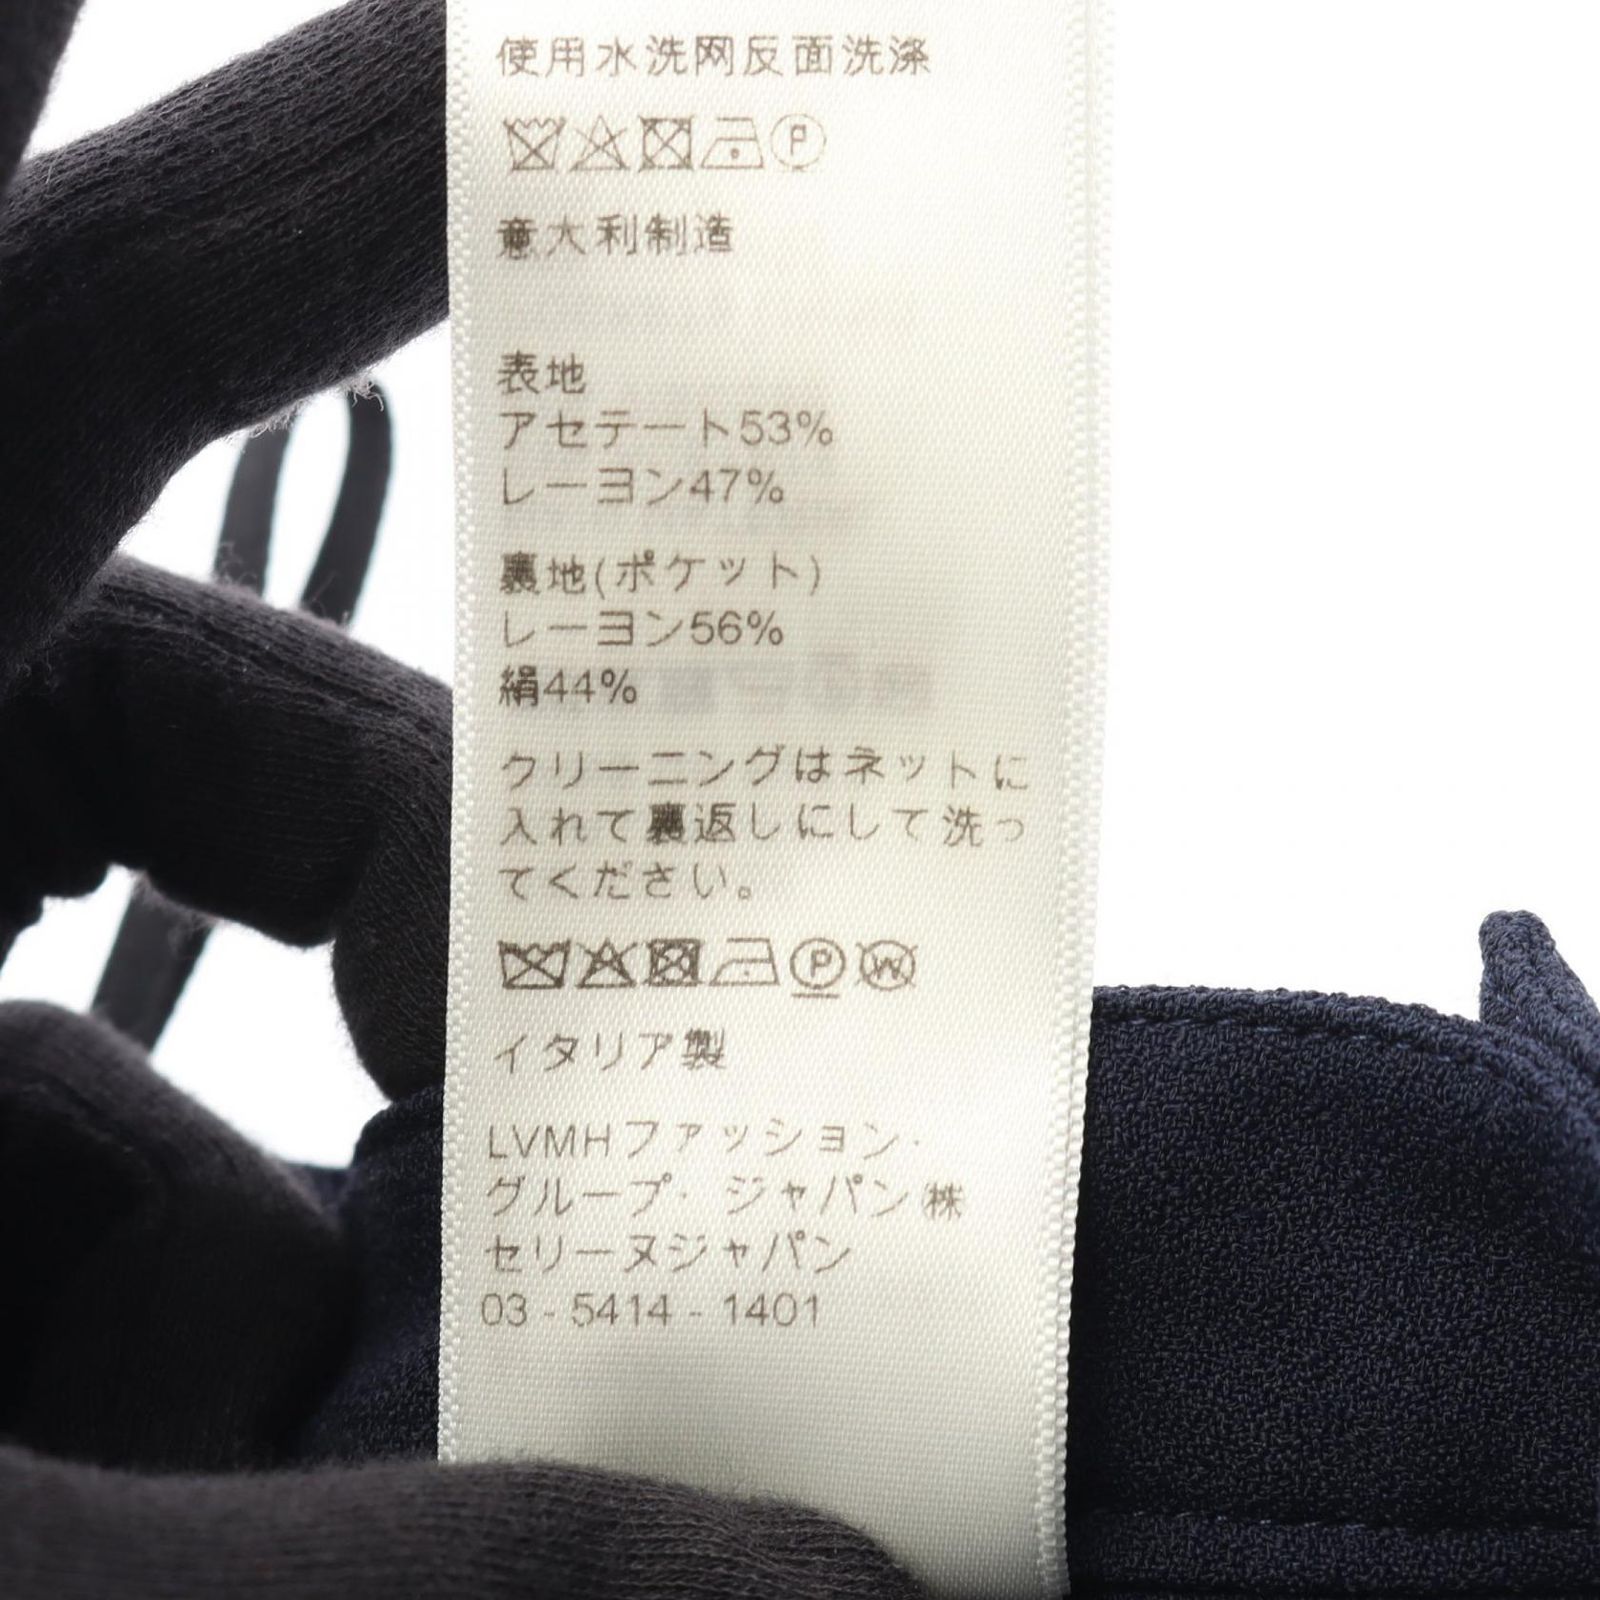 使用水洗网反面洗涤
P
意大利制造
表地
アセテート53%
レーヨン47%
裏地(ポケット)
レーヨン56%
絹44%
クリーニングはネットに
入れて裏返しにして洗っ
てください。
P W
イタリア製
LVMHファッション・
グループ・ジャパン㈱
セリーヌジャパン
03 - 5414 - 1401